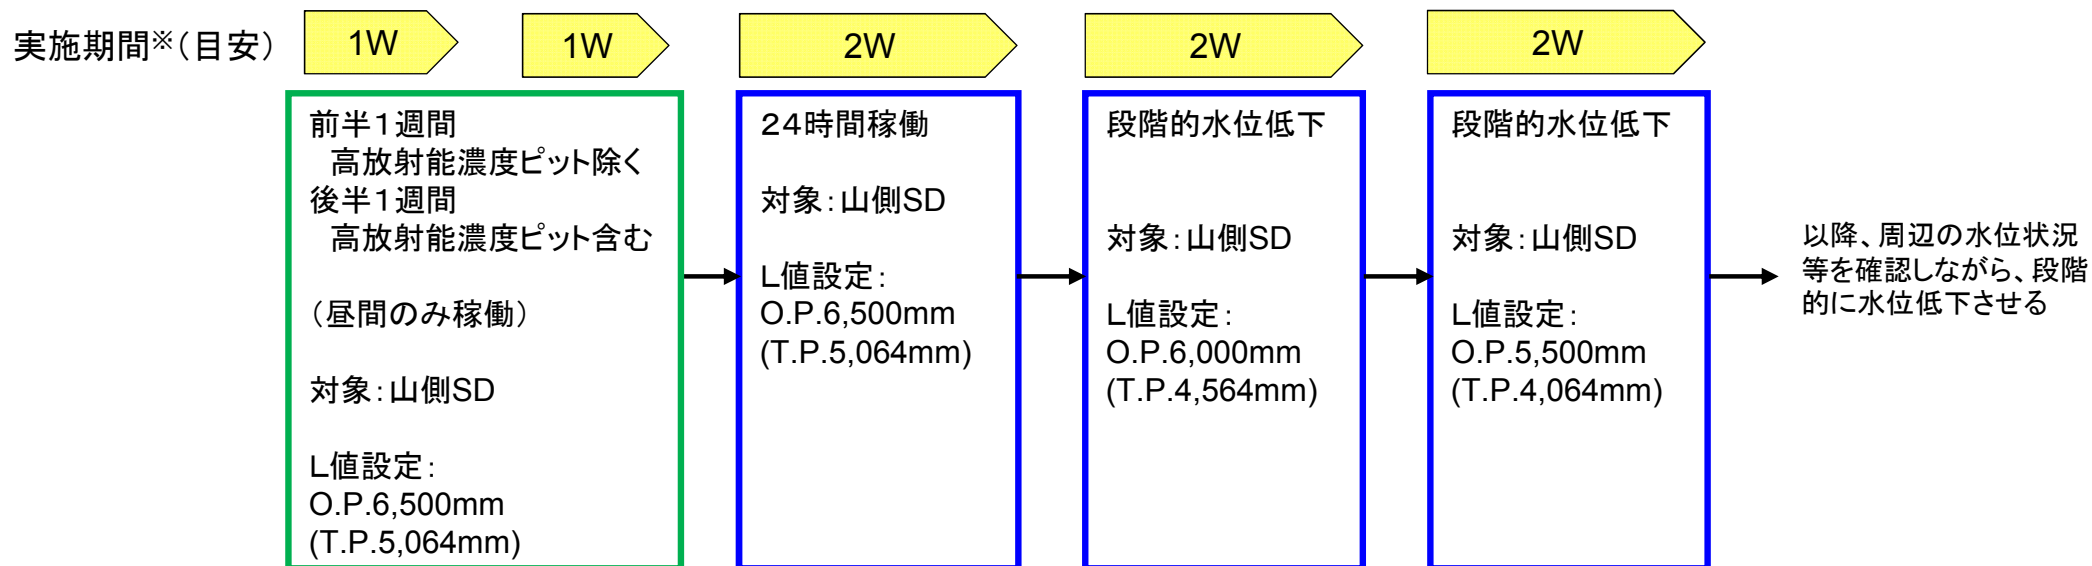 実施期間※(目安)
1W
1W
2W
2W
2W
前半1週間
高放射能濃度ピット除く
後半1週間
高放射能濃度ピット含む
(昼間のみ稼働)
対象:山側SD
L値設定:
O.P.6,500mm
(T.P.5,064mm)
24時間稼働
対象:山側SD
L値設定:
O.P.6,500mm
(T.P.5,064mm)
段階的水位低下
対象:山側SD
L値設定:
O.P.6,000mm
(T.P.4,564mm)
段階的水位低下
対象:山側SD
L値設定:
O.P.5,500mm
(T.P.4,064mm)
以降、周辺の水位状況
等を確認しながら、段階
的に水位低下させる